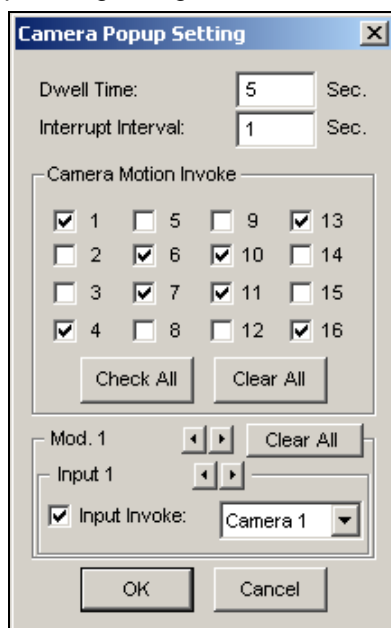 Camera Popup Setting
Dwell Time: 5 Sec.
Interrupt Interval: 1 Sec.
Camera Motion Invoke
1 5 9 13
2 6 10 14
3 7 11 15
4 8 12 16
Check All Clear All
Mod. 1 Clear All
Input 1
Input Invoke: Camera 1
OK Cancel